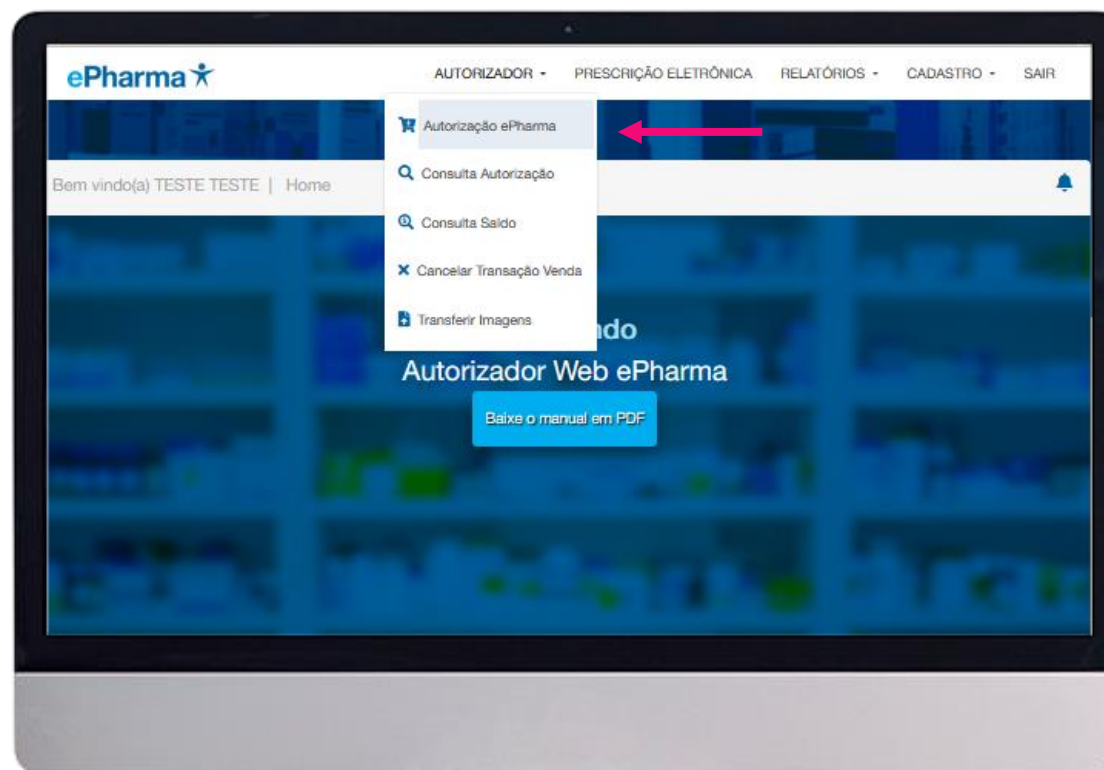 ePharma
AUTORIZADOR PRESCRIÇÃO ELETRÔNICA RELATÓRIOS CADASTRO SAIR
Autorização ePharma
Consulta Autorização
Bem vindo(a) TESTE TESTE | Home
Consulta Saldo
Cancelar Transação Venda
Transferir Imagens
ndo
Autorizador Web ePharma
Baixe o manual em PDF